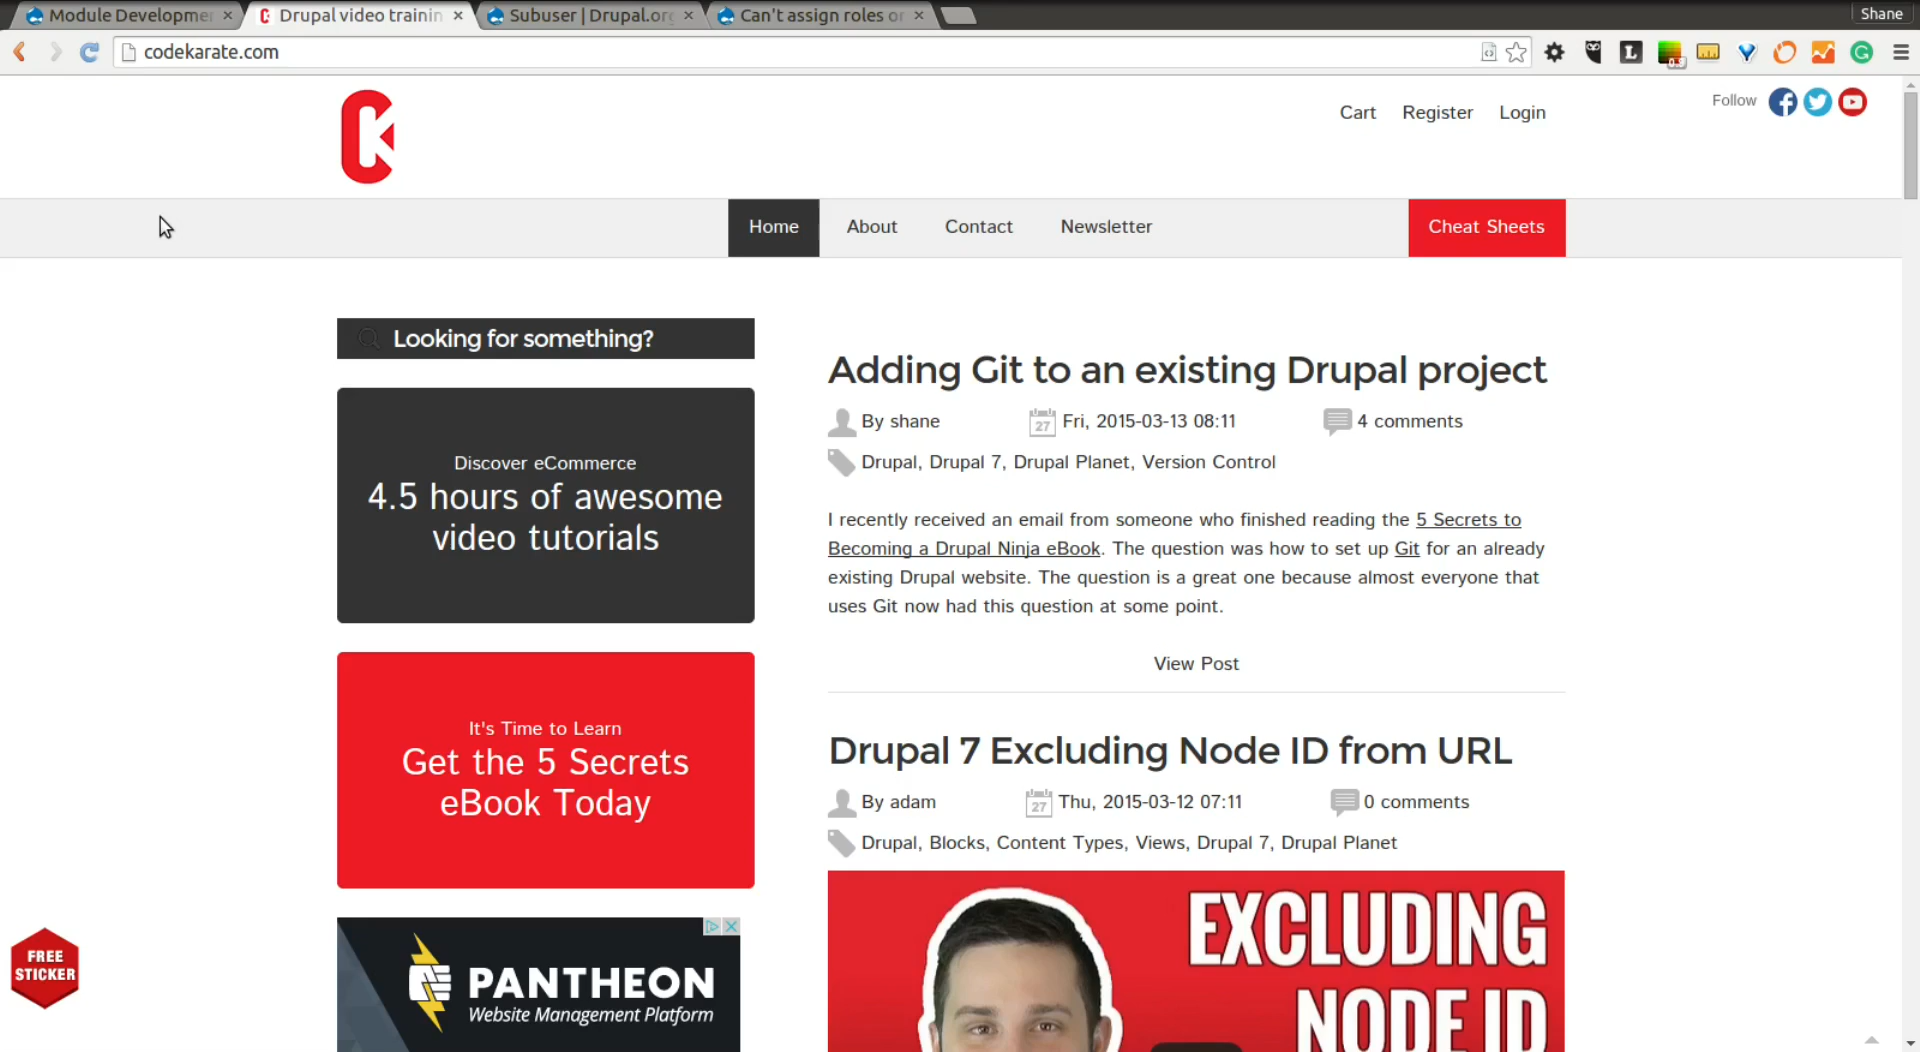 Module Developme
Drupal video trainin
Subuser | Drupal.org
Can't assign roles or
Shane
codekarate.com
L
0.9
G
Cart
Register
Login
Follow
Home
About
Contact
Newsletter
Cheat Sheets
Looking for something?
Discover eCommerce
4.5 hours of awesome
video tutorials
It's Time to Learn
Get the 5 Secrets
eBook Today
PANTHEON
Website Management Platform
FREE
STICKER
Adding Git to an existing Drupal project
By shane
27
Fri, 2015-03-13 08:11
4 comments
Drupal, Drupal 7, Drupal Planet, Version Control
I recently received an email from someone who finished reading the 5 Secrets to
Becoming a Drupal Ninja eBook. The question was how to set up Git for an already
existing Drupal website. The question is a great one because almost everyone that
uses Git now had this question at some point.
View Post
Drupal 7 Excluding Node ID from URL
By adam
27
Thu, 2015-03-12 07:11
0 comments
Drupal, Blocks, Content Types, Views, Drupal 7, Drupal Planet
EXCLUDING
NODE ID